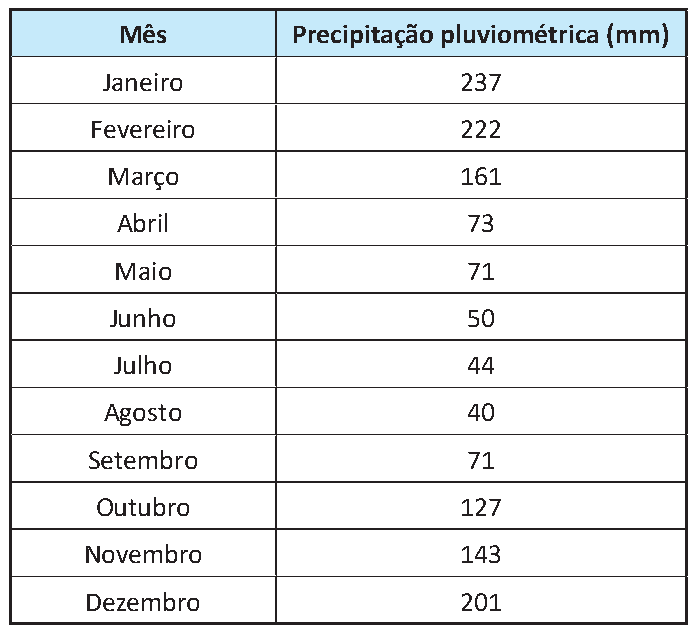 Mês Precipitação pluviométrica (mm)
Janeiro 237
Fevereiro 222
Março 161
Abril 73
Maio 71
Junho 50
Julho 44
Agosto 40
Setembro 71
Outubro 127
Novembro 143
Dezembro 201